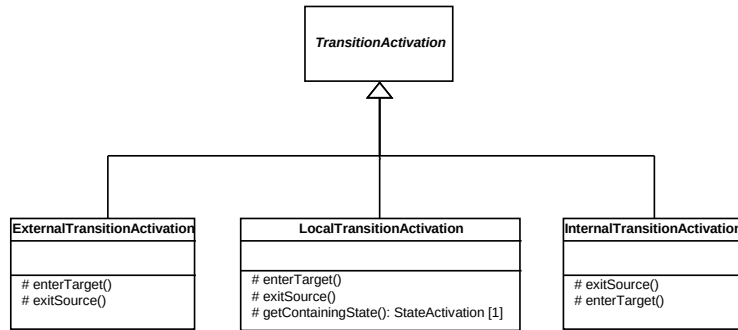 TransitionActivation
ExternalTransitionActivation
# enterTarget()
# exitSource()
LocalTransitionActivation
# enterTarget()
# exitSource()
# getContainingState(): StateActivation [1]
InternalTransitionActivation
# exitSource()
# enterTarget()